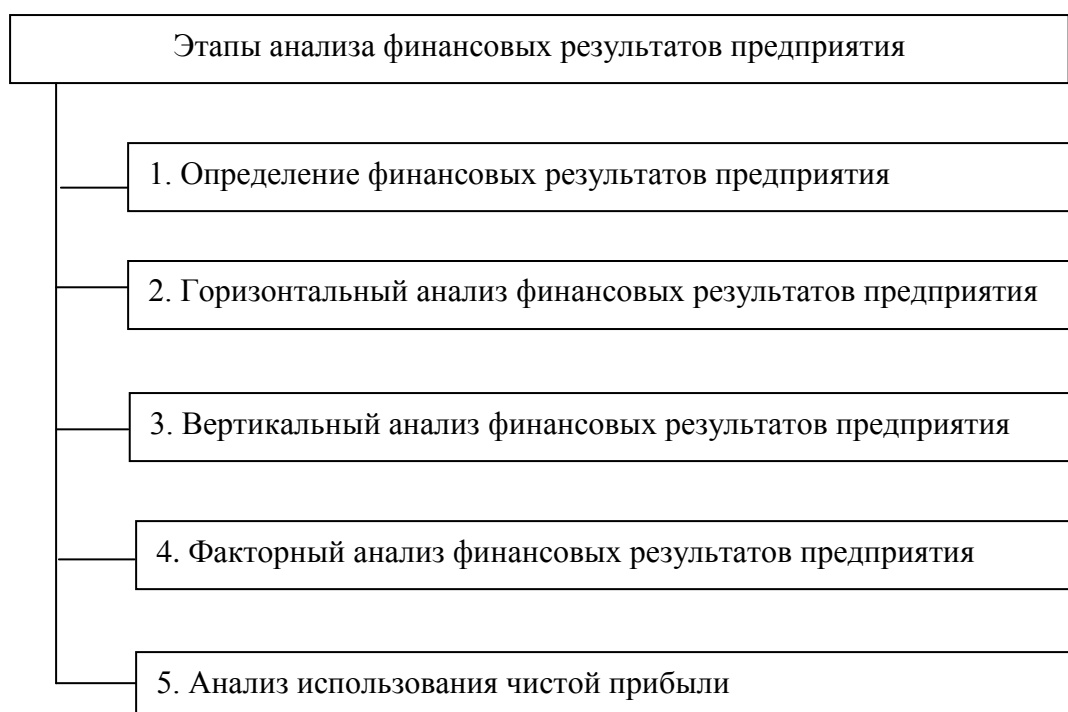 Этапы анализа финансовых результатов предприятия
1. Определение финансовых результатов предприятия
2. Горизонтальный анализ финансовых результатов предприятия
3. Вертикальный анализ финансовых результатов предприятия
4. Факторный анализ финансовых результатов предприятия
5. Анализ использования чистой прибыли